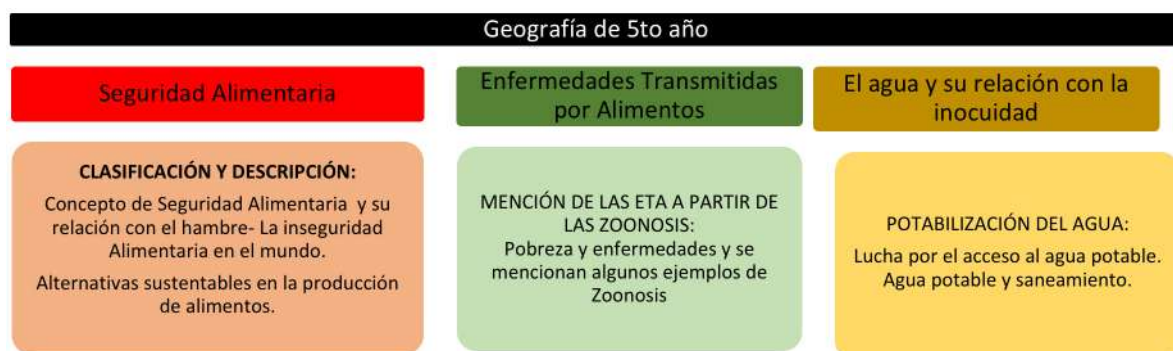 Geografía de 5to año
Seguridad Alimentaria
CLASIFICACIÓN Y DESCRIPCIÓN:
Concepto de Seguridad Alimentaria y su
relación con el hambre- La inseguridad
Alimentaria en el mundo.
Alternativas sustentables en la producción
de alimentos.
Enfermedades Transmitidas
por Alimentos
MENCIÓN DE LAS ETA A PARTIR DE
LAS ZOONOSIS:
Pobreza y enfermedades y se
mencionan algunos ejemplos de
Zoonosis
El agua y su relación con la
inocuidad
POTABILIZACIÓN DEL AGUA:
Lucha por el acceso al agua potable.
Agua potable y saneamiento.